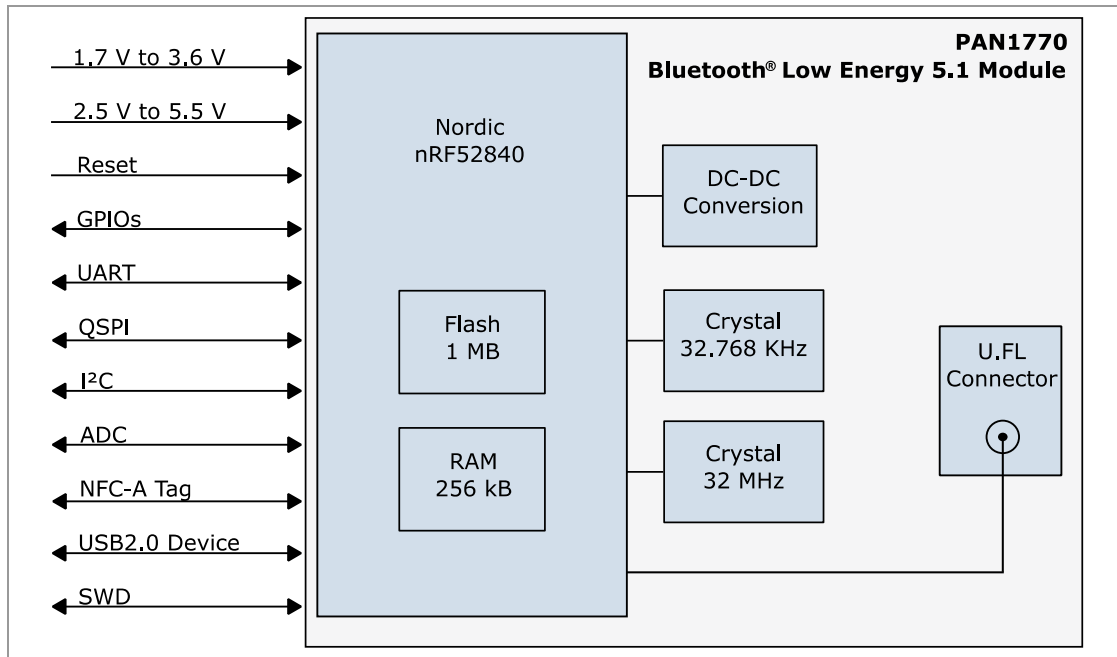 1.7 V to 3.6 V
2.5 V to 5.5 V
Reset
GPIOs
UART
QSPI
I²C
ADC
NFC-A Tag
USB2.0 Device
SWD
PAN1770
Bluetooth® Low Energy 5.1 Module
Nordic
nRF52840
Flash
1 MB
RAM
256 kB
DC-DC
Conversion
Crystal
32.768 KHz
Crystal
32 MHz
U.FL
Connector